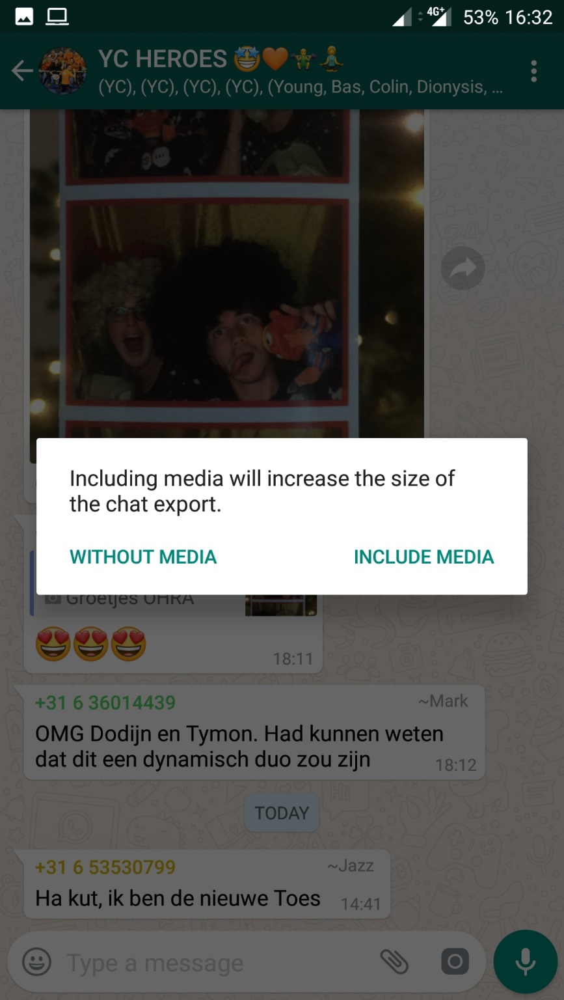 4G+ 53% 16:32
YC HEROES 🤩🧡🏋️‍♀️🧘‍♀️
(YC), (YC), (YC), (YC), (Young, Bas, Colin, Dionysis, ...
Including media will increase the size of
the chat export.
WITHOUT MEDIA INCLUDE MEDIA
Groetjes OHRA
😍😍😍
18:11
+31 6 36014439 ~Mark
OMG Dodijn en Tymon. Had kunnen weten
dat dit een dynamisch duo zou zijn 18:12
TODAY
+31 6 53530799 ~Jazz
Ha kut, ik ben de nieuwe Toes 14:41
Type a message